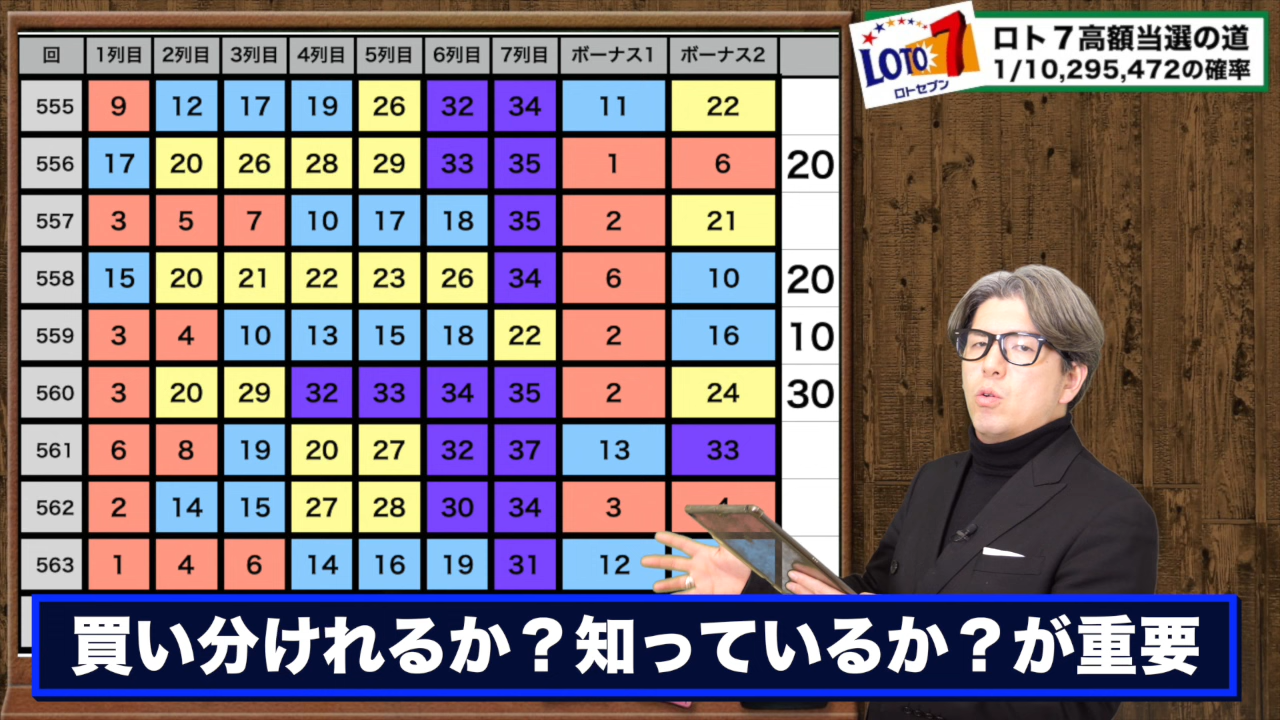 回 1列目 2列目 3列目 4列目 5列目 6列目 7列目 ボーナス1 ボーナス2
555 9 12 17 19 26 32 34 11 22
556 17 20 26 28 29 33 35 1 6 20
557 3 5 7 10 17 18 35 2 21
558 15 20 21 22 23 26 34 6 10 20
559 3 4 10 13 15 18 22 2 16 10
560 3 20 29 32 33 34 35 2 24 30
561 6 8 19 20 27 32 37 13 33
562 2 14 15 27 28 30 34 3
563 1 4 6 14 16 19 31 12
LOTO 7
ロトセブン
ロト7高額当選の道
1/10,295,472の確率
買い分けれるか?知っているか?が重要